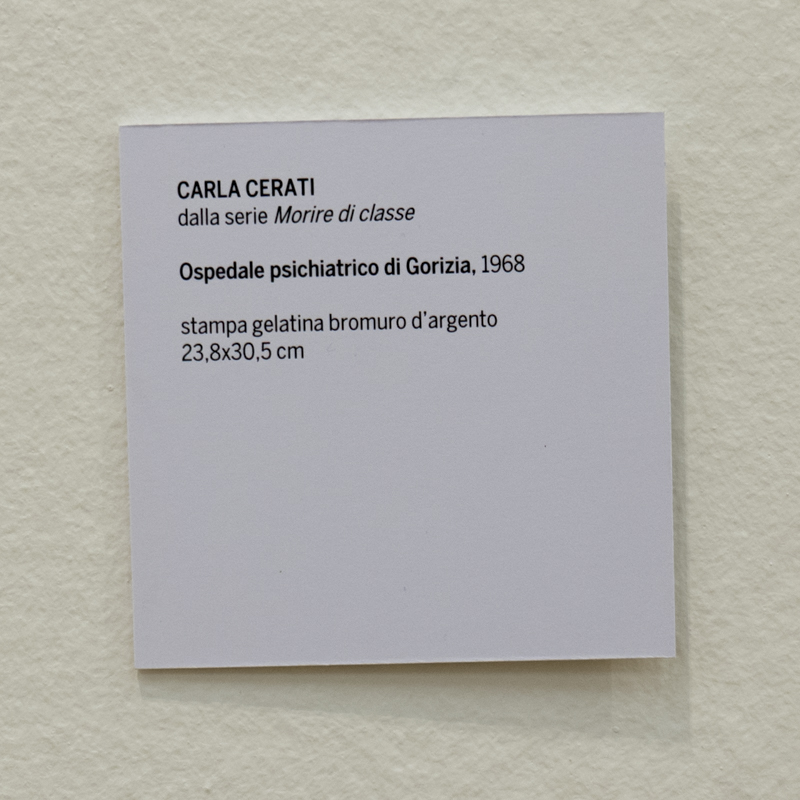 CARLA CERATI
dalla serie Morire di classe
Ospedale psichiatrico di Gorizia, 1968
stampa gelatina bromuro d'argento
23,8x30,5 cm